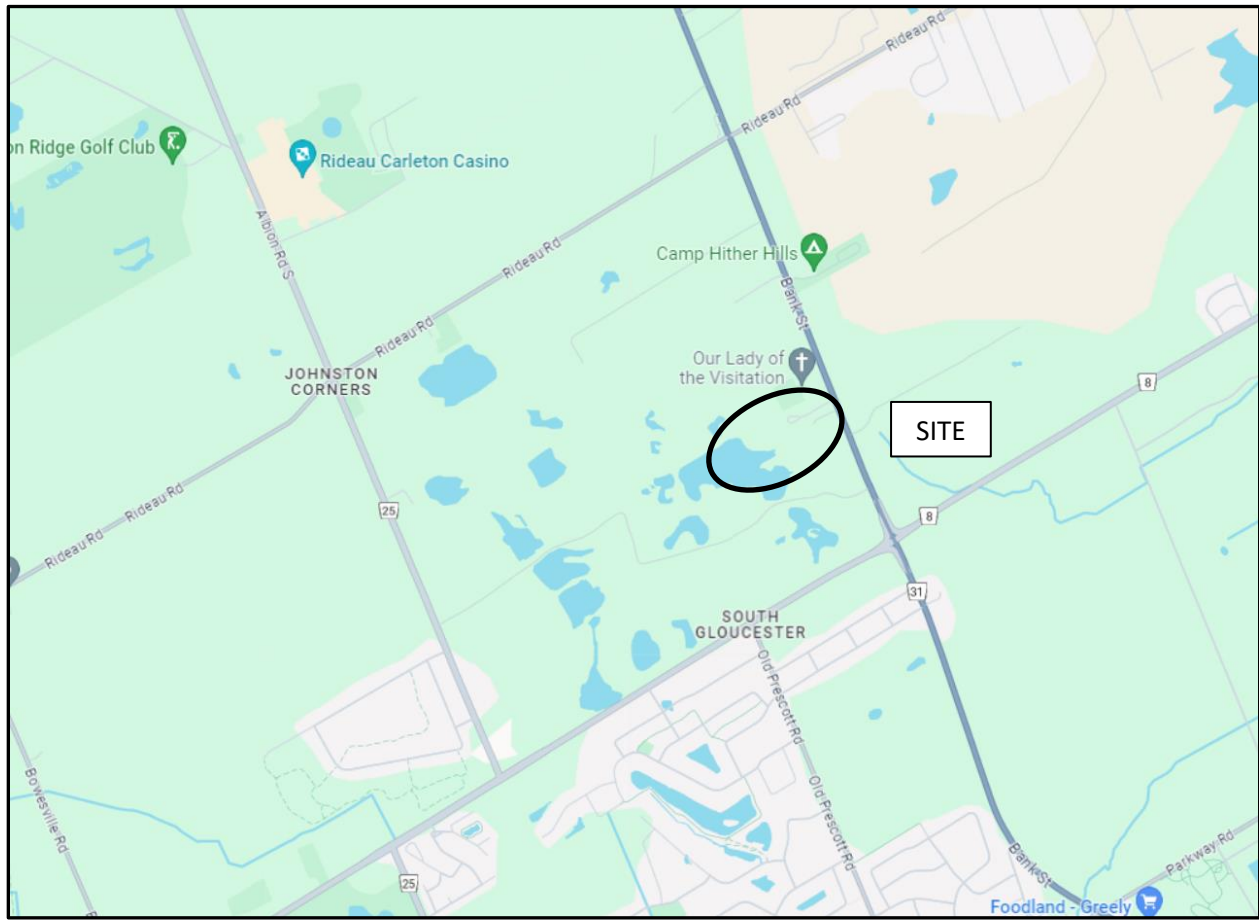 Rideau Rd
on Ridge Golf Club
Rideau Carleton Casino
Rideau Rd
Albion Rd S
Rideau Rd
Camp Hither Hills
Bank St
Rideau Rd
Our Lady of
the Visitation
JOHNSTON
CORNERS
8
SITE
Rideau Rd
25
8
Rideau Rd
31
SOUTH
GLOUCESTER
Old Prescott Rd
Bowesville Rd
Old Prescott Rd
Bank St
Parkway Rd
25
Foodland - Greely